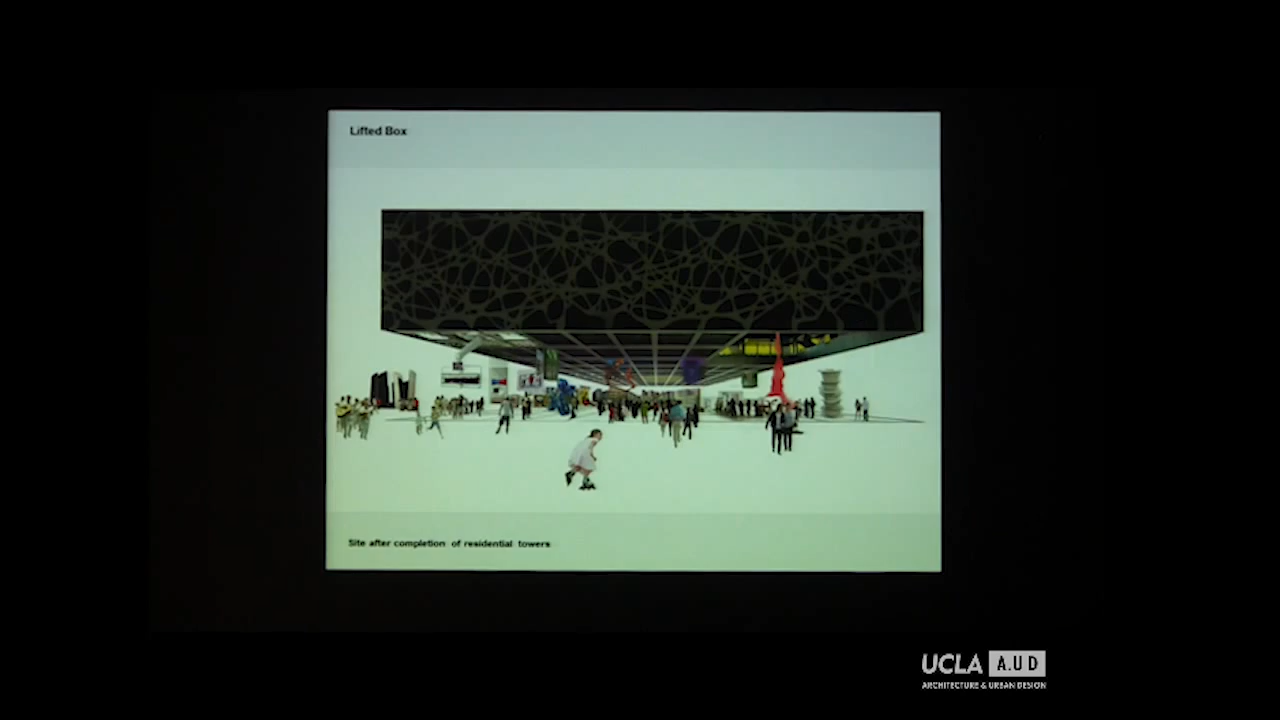 Lifted Box
Site after completion of residential towers
UCLA A.UD
ARCHITECTURE & URBAN DESIGN